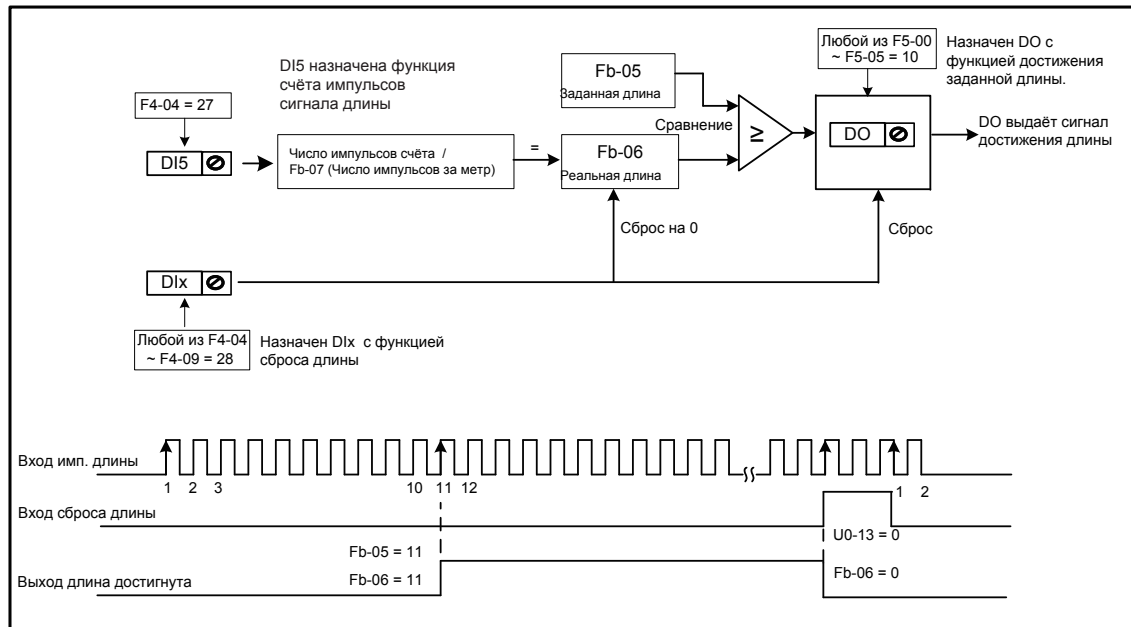 DI5 назначена функция
счёта импульсов
сигнала длины
F4-04 = 27
DI5
Число импульсов счёта /
Fb-07 (Число импульсов за метр)
=
Fb-05
Заданная длина
Сравнение
Fb-06
Реальная длина
≥
Любой из F5-00
~ F5-05 = 10
Назначен DO с
функцией достижения
заданной длины.
DO
DO выдаёт сигнал
достижения длины
Сброс на 0
Сброс
DIx
Любой из F4-04
~ F4-09 = 28
Назначен DIx с функцией
сброса длины
Вход имп. длины
1 2 3 10 11 12 1 2
Вход сброса длины
U0-13 = 0
Fb-05 = 11
Fb-06 = 11
Fb-06 = 0
Выход длина достигнута